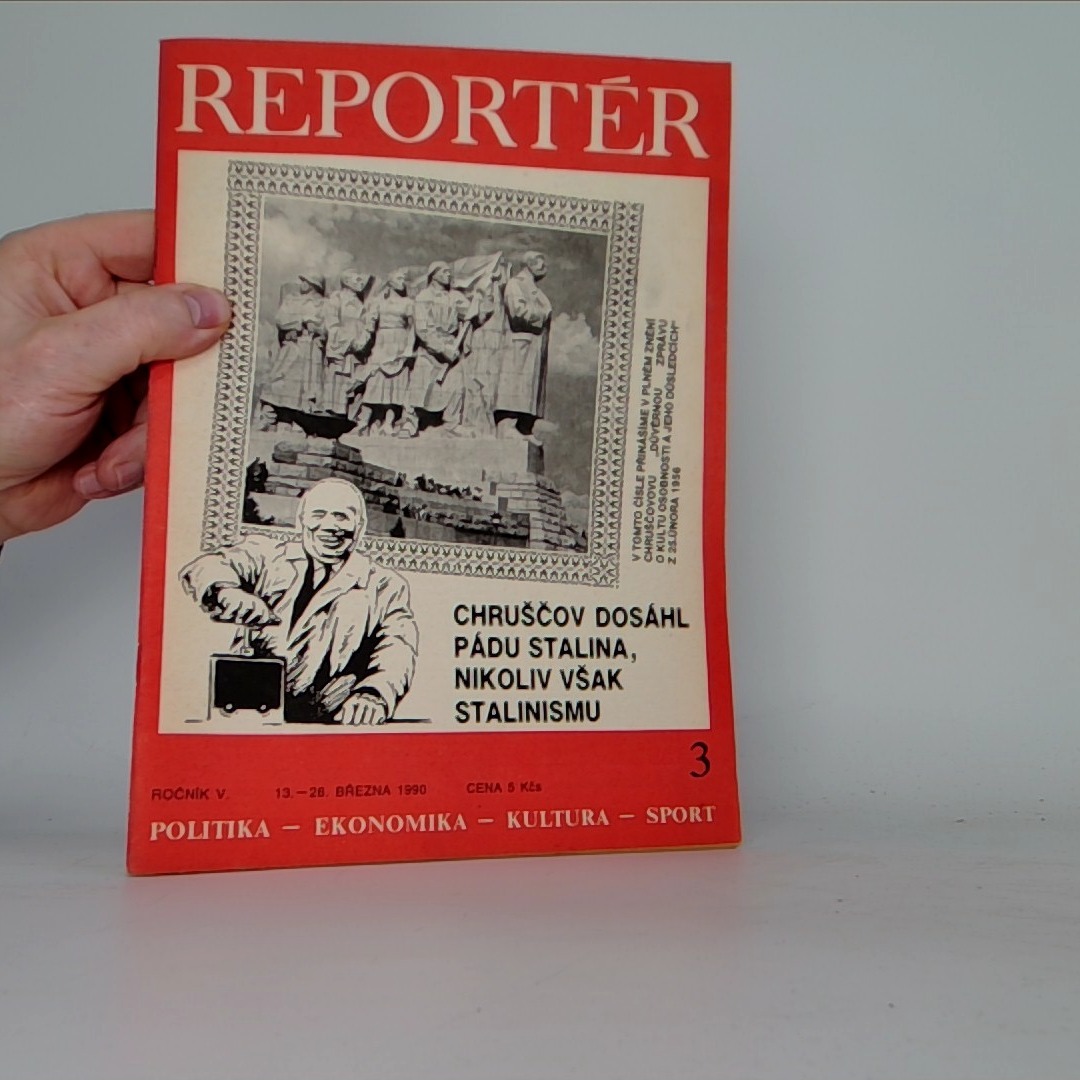 REPORTÉR
V TOMTO ČÍSLE PŘINÁŠÍME V PLNÉM ZNĚNÍ
CHRUŠČOVOVU „DŮVĚRNOU ZPRÁVU
O KULTU OSOBNOSTI A JEHO DŮSLEDCÍCH“
Z 25. ÚNORA 1956
CHRUŠČOV DOSÁHL
PÁDU STALINA,
NIKOLIV VŠAK
STALINISMU
3
ROČNÍK V. 13.—26. BŘEZNA 1990 CENA 5 Kčs
POLITIKA — EKONOMIKA — KULTURA — SPORT